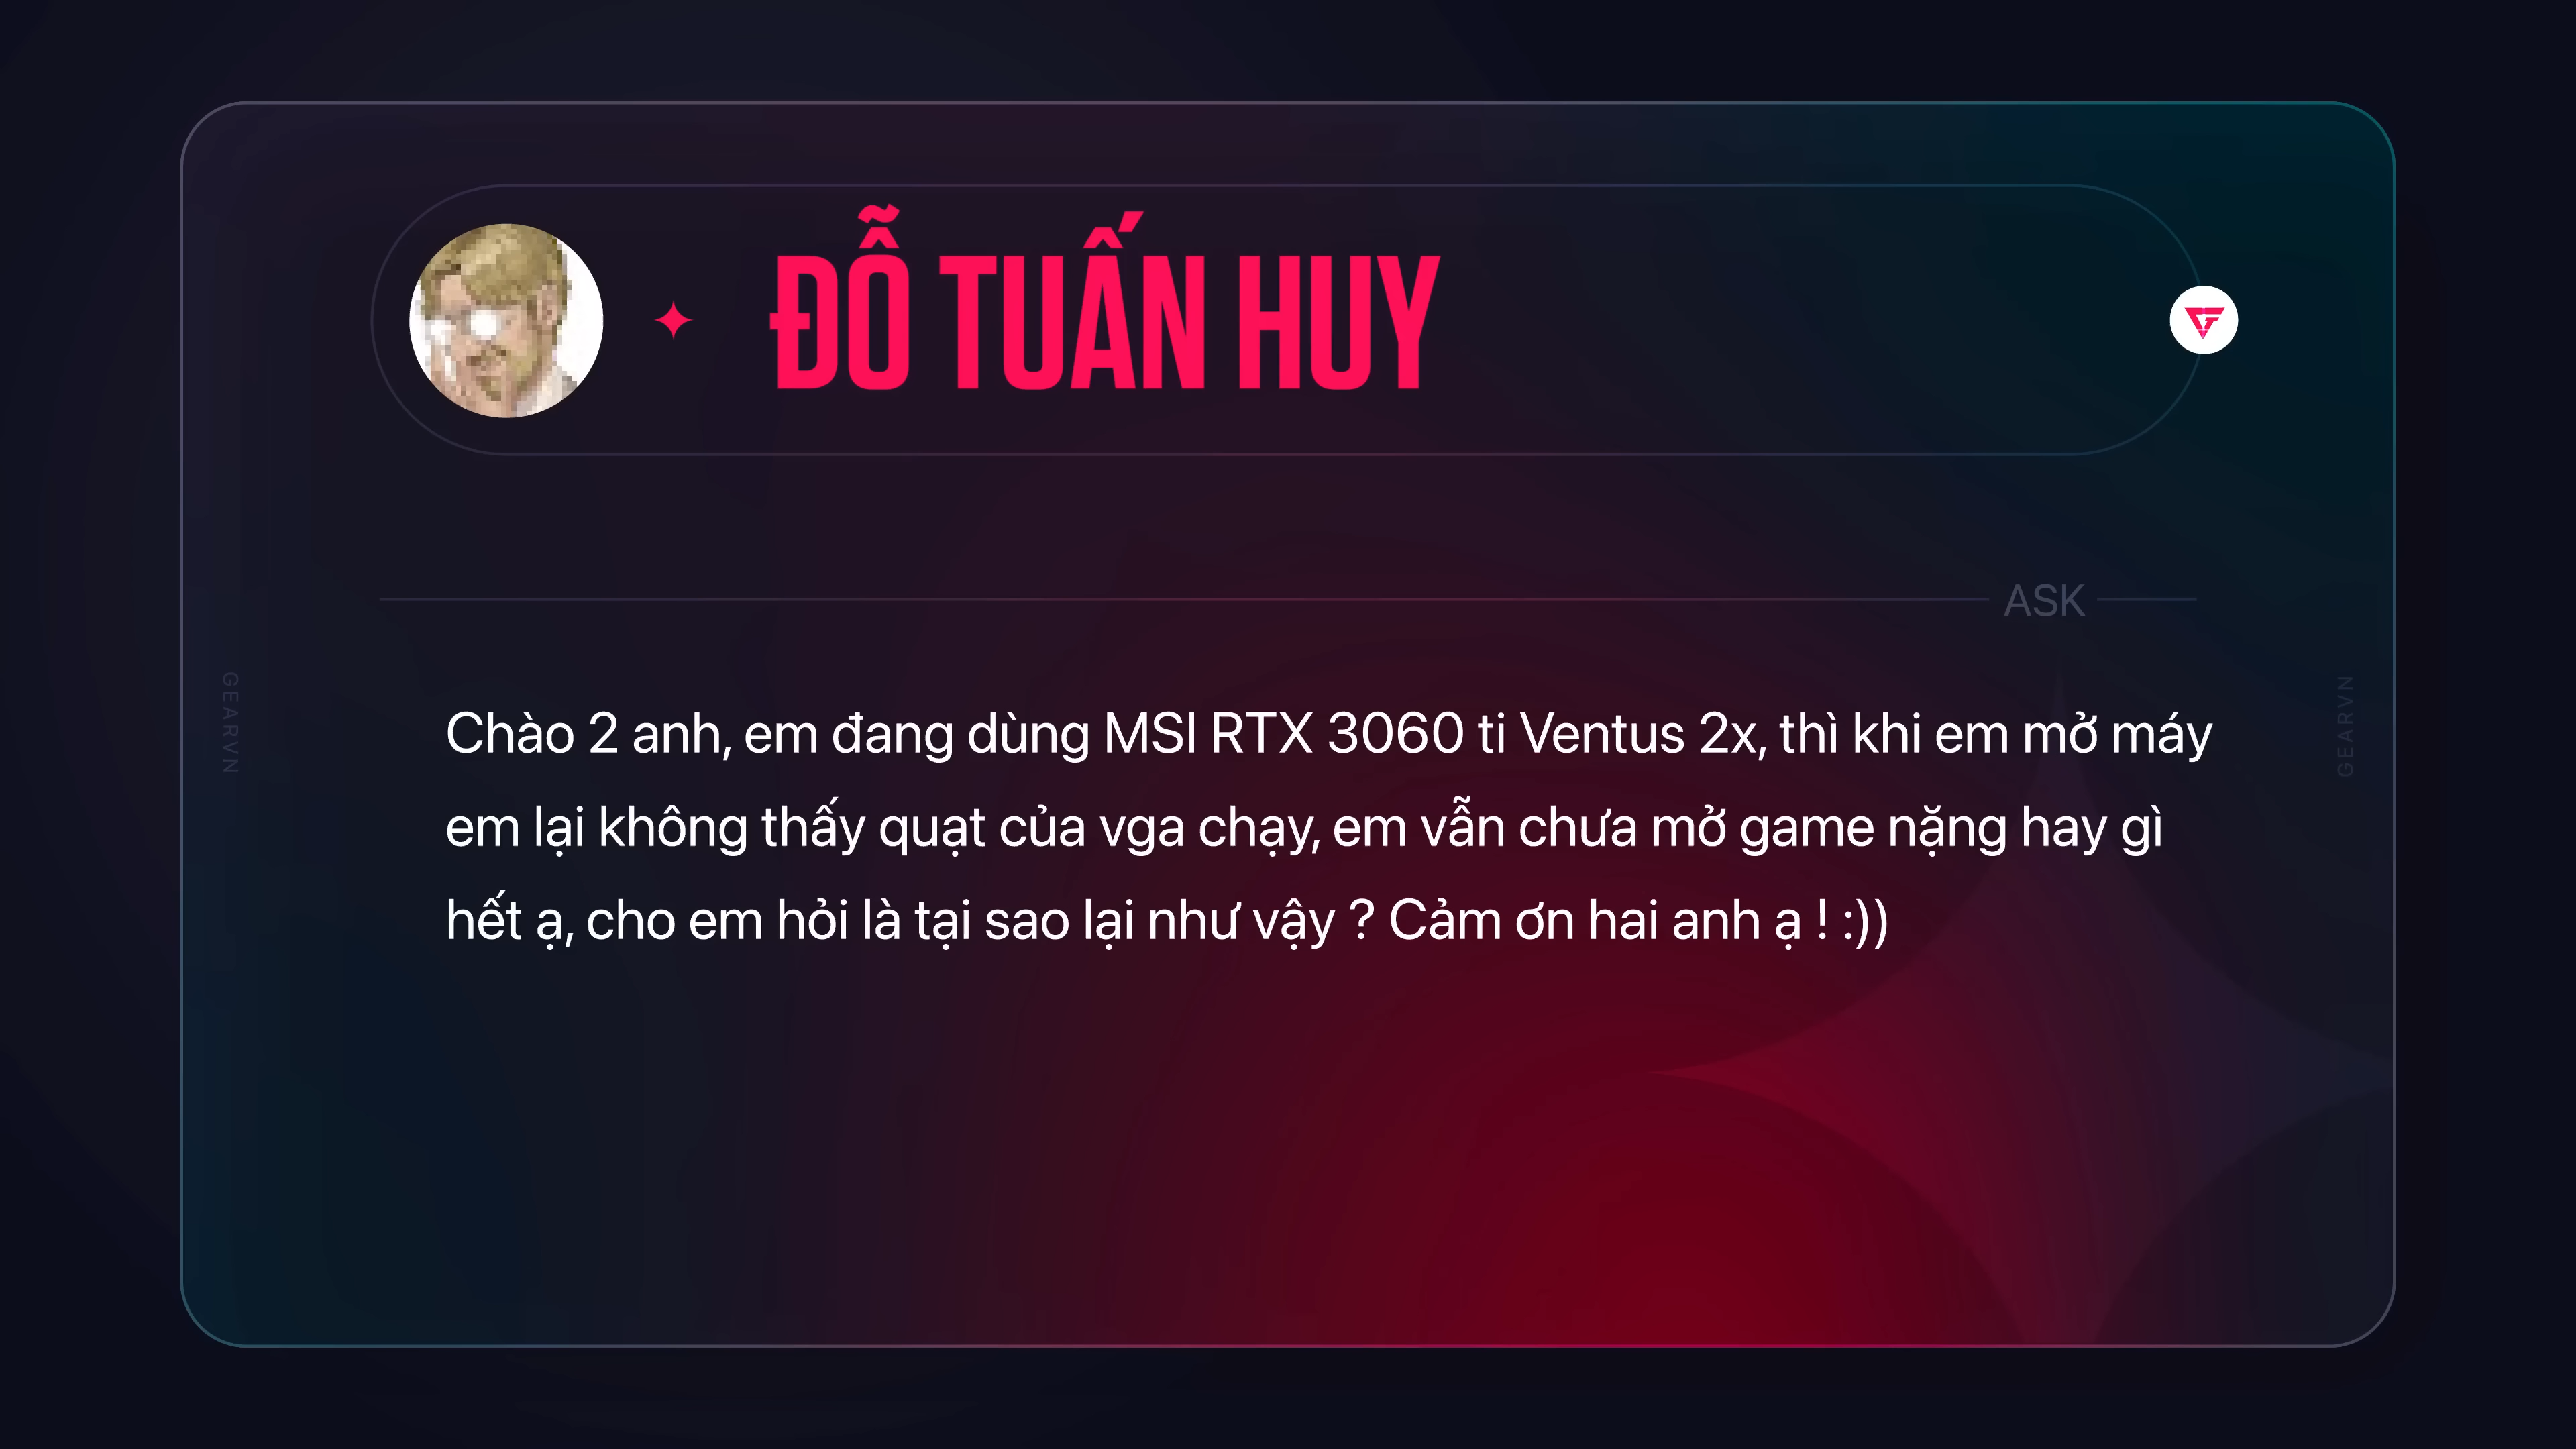 ĐỖ TUẤN HUY
ASK
GEARVN
GEARVN
Chào 2 anh, em đang dùng MSI RTX 3060 ti Ventus 2x, thì khi em mở máy
em lại không thấy quạt của vga chạy, em vẫn chưa mở game nặng hay gì
hết ạ, cho em hỏi là tại sao lại như vậy ? Cảm ơn hai anh ạ ! :))